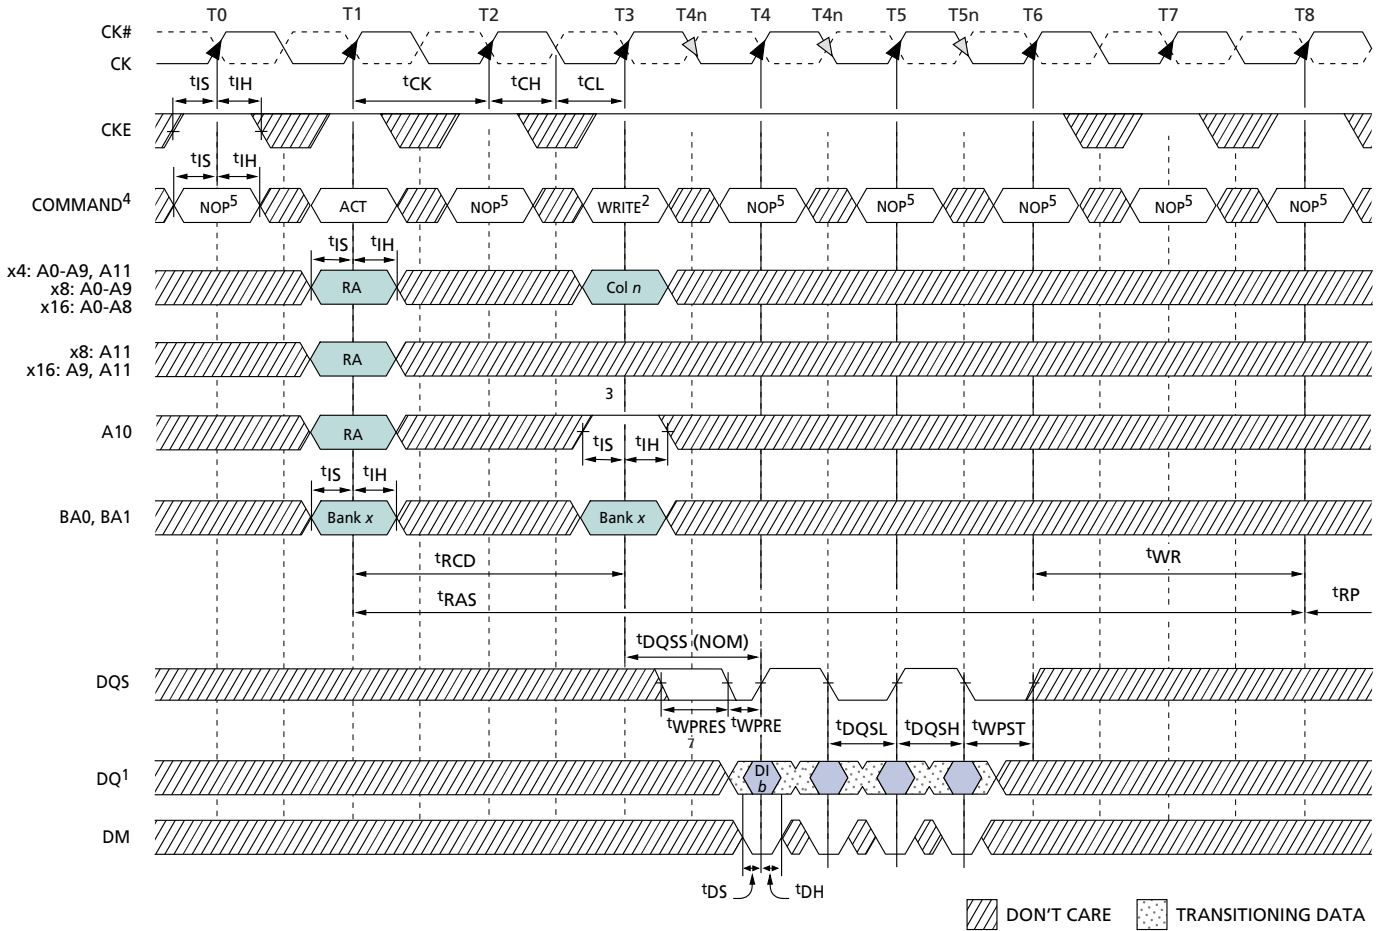 T0 T1 T2 T3 T4n T4 T4n T5 T5n T6 T7 T8
CK#
CK
tIS tIH tCK tCH tCL
CKE
tIS tIH
COMMAND4 NOP5 ACT NOP5 WRITE2 NOP5 NOP5 NOP5 NOP5 NOP5
tIS tIH
x4: A0-A9, A11
x8: A0-A9
x16: A0-A8
RA Col n
x8: A11
x16: A9, A11
RA
3
A10 RA
tIS tIH
tIS tIH
BA0, BA1 Bank x Bank x
tRCD tWR
tRAS tRP
tDQSS (NOM)
DQS
tWPRES tWPRE tDQSL tDQSH tWPST
7
DQ1 DI
b
DM
tDS tDH
DON'T CARE TRANSITIONING DATA